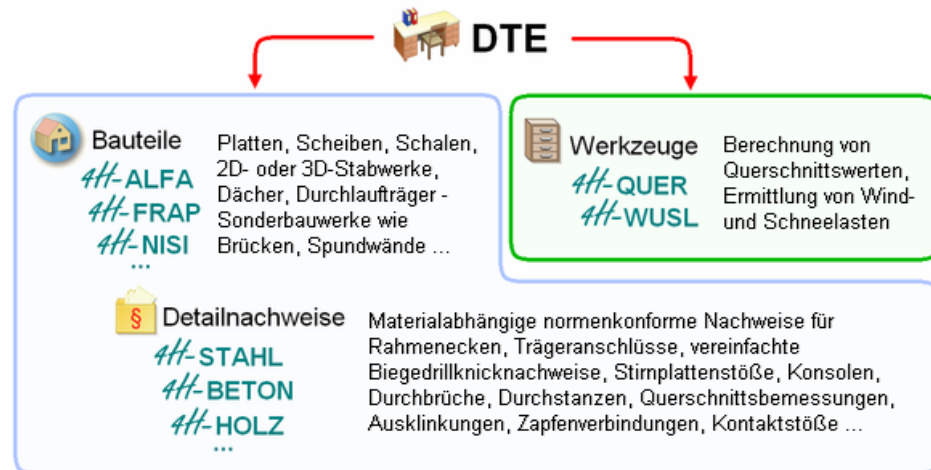 DTE
Bauteile
4H-ALFA
4H-FRAP
4H-NISI
...
Platten, Scheiben, Schalen,
2D- oder 3D-Stabwerke,
Dächer, Durchlaufträger -
Sonderbauwerke wie
Brücken, Spundwände ...
Werkzeuge
4H-QUER
4H-WUSL
Berechnung von
Querschnittswerten,
Ermittlung von Wind-
und Schneelasten
§ Detailnachweise
4H-STAHL
4H-BETON
4H-HOLZ
Materialabhängige normenkonforme Nachweise für
Rahmenecken, Trägeranschlüsse, vereinfachte
Biegedrillknicknachweise, Stirnplattenstöße, Konsolen,
Durchbrüche, Durchstanzen, Querschnittsbemessungen,
Ausklinkungen, Zapfenverbindungen, Kontaktstöße ...